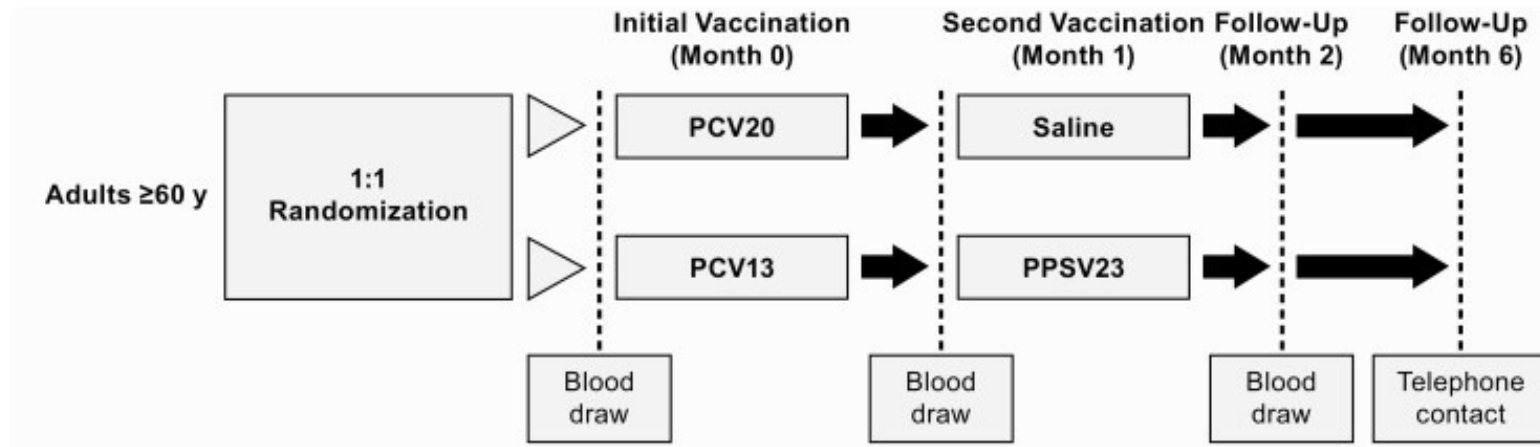 Initial Vaccination
(Month 0)
Second Vaccination
(Month 1)
Follow-Up
(Month 2)
Follow-Up
(Month 6)
Adults ≥60 y
1:1
Randomization
PCV20
Saline
PCV13
PPSV23
Blood
draw
Blood
draw
Blood
draw
Telephone
contact